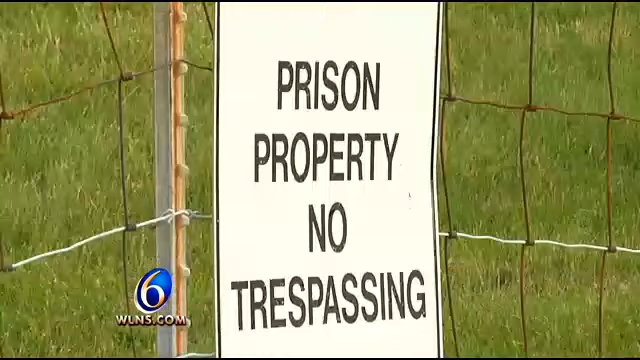 PRISON
PROPERTY
NO
TRESPASSING
6
WLNS.COM